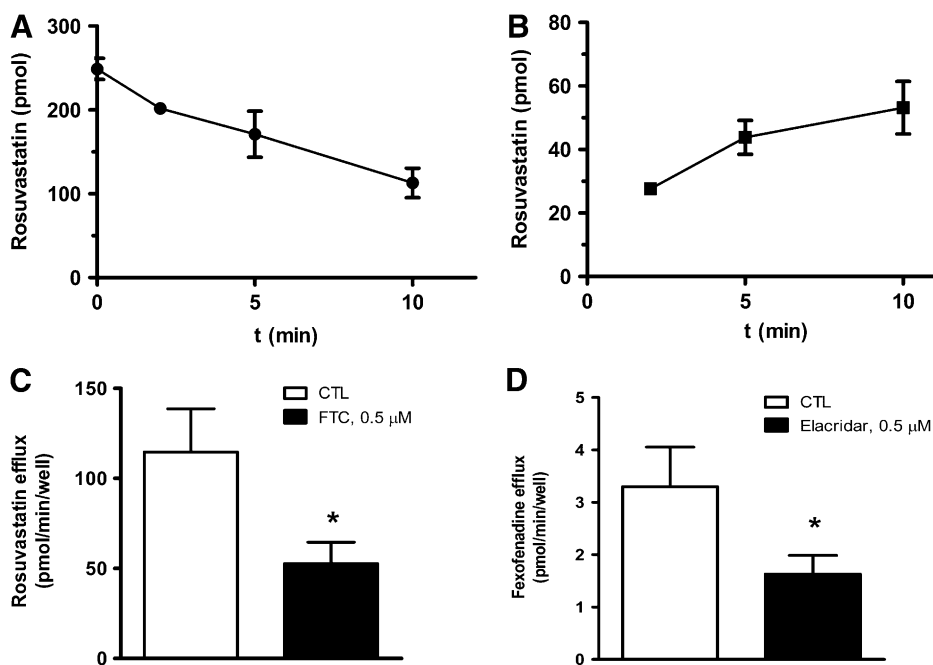 A
Rosuvastatin (pmol)
300
200
100
0
0
5
10
t (min)
B
Rosuvastatin (pmol)
80
60
40
20
0
0
5
10
t (min)
C
Rosuvastatin efflux
(pmol/min/well)
150
100
50
0
CTL
FTC, 0.5 μM
*
D
Fexofenadine efflux
(pmol/min/well)
5
4
3
2
1
0
CTL
Elacridar, 0.5 μM
*